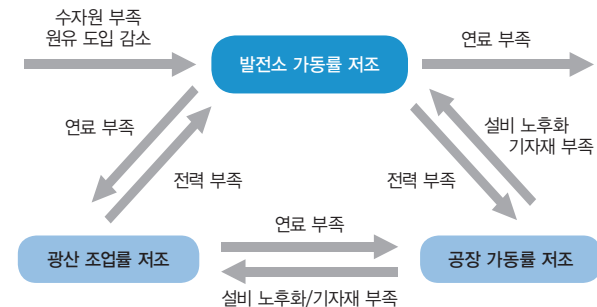 수자원 부족
원유 도입 감소
발전소 가동률 저조
연료 부족
연료 부족
전력 부족
전력 부족
설비 노후화
기자재 부족
광산 조업률 저조
연료 부족
공장 가동률 저조
설비 노후화/기자재 부족